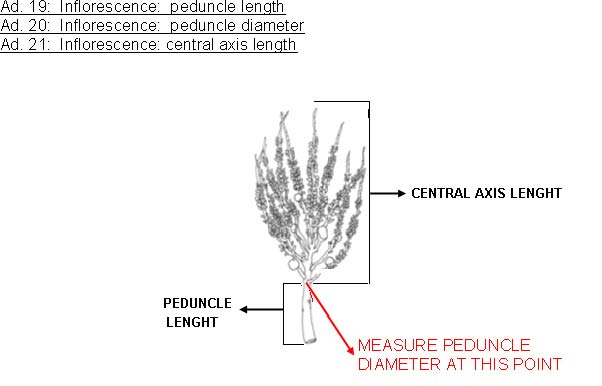 Ad. 19:  Inflorescence:  peduncle length
Ad. 20:  Inflorescence:  peduncle diameter
Ad. 21:  Inflorescence: central axis length
CENTRAL AXIS LENGHT
PEDUNCLE
LENGHT
MEASURE PEDUNCLE
DIAMETER AT THIS POINT